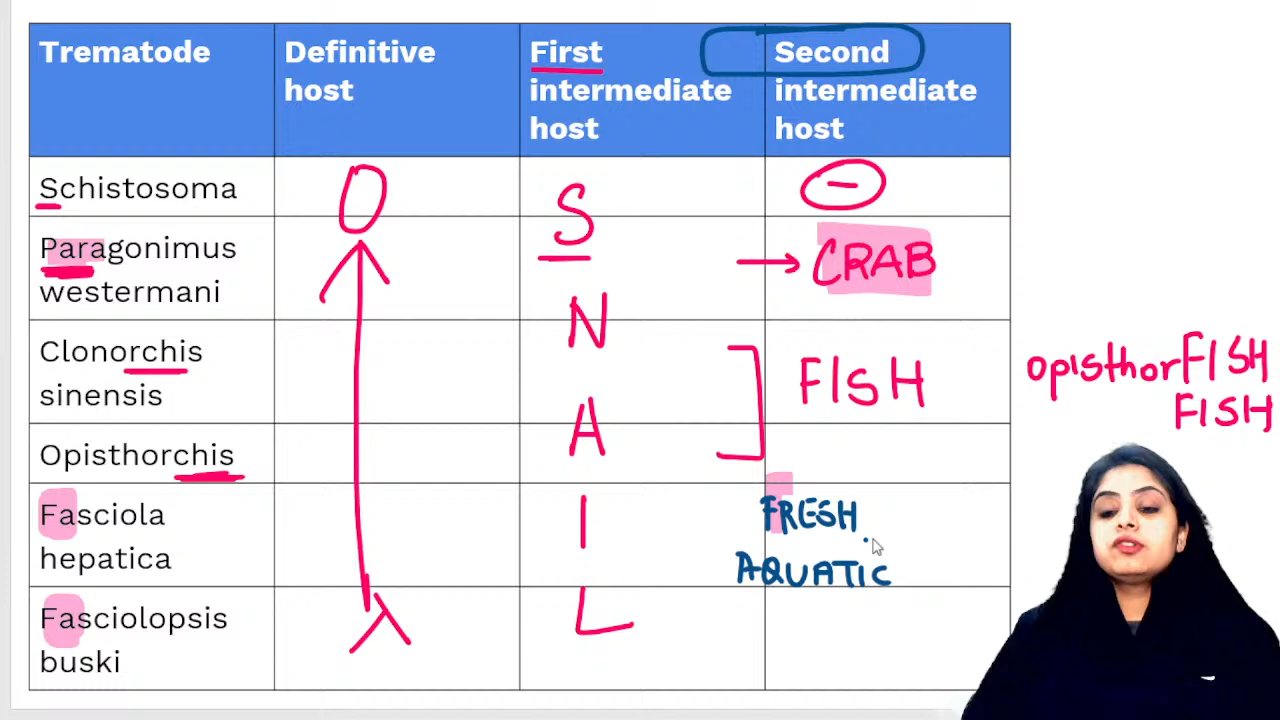 Trematode
Definitive
host
First
intermediate
host
Second
intermediate
host
Schistosoma
-
Paragonimus
westermani
→ CRAB
Clonorchis
sinensis
FISH
Opisthorchis
Fasciola
hepatica
FRESH
AQUATIC
Fasciolopsis
buski
S
N
A
I
L
opisthorFISH
FISH